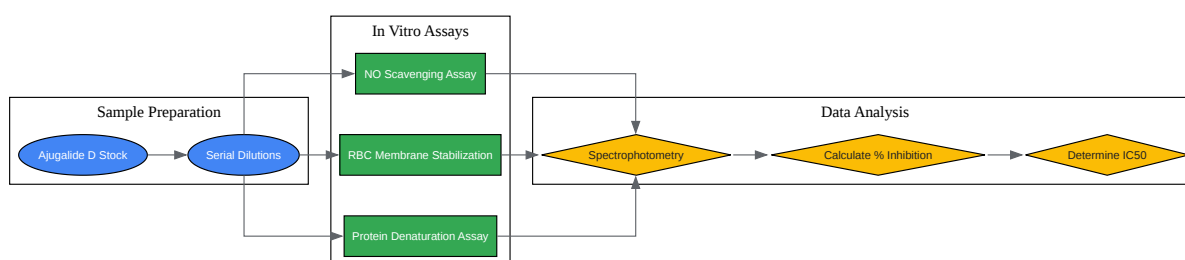 In Vitro Assays
NO Scavenging Assay
Sample Preparation
Data Analysis
Ajugalide D Stock
Serial Dilutions
RBC Membrane Stabilization
Spectrophotometry
Calculate % Inhibition
Determine IC50
Protein Denaturation Assay